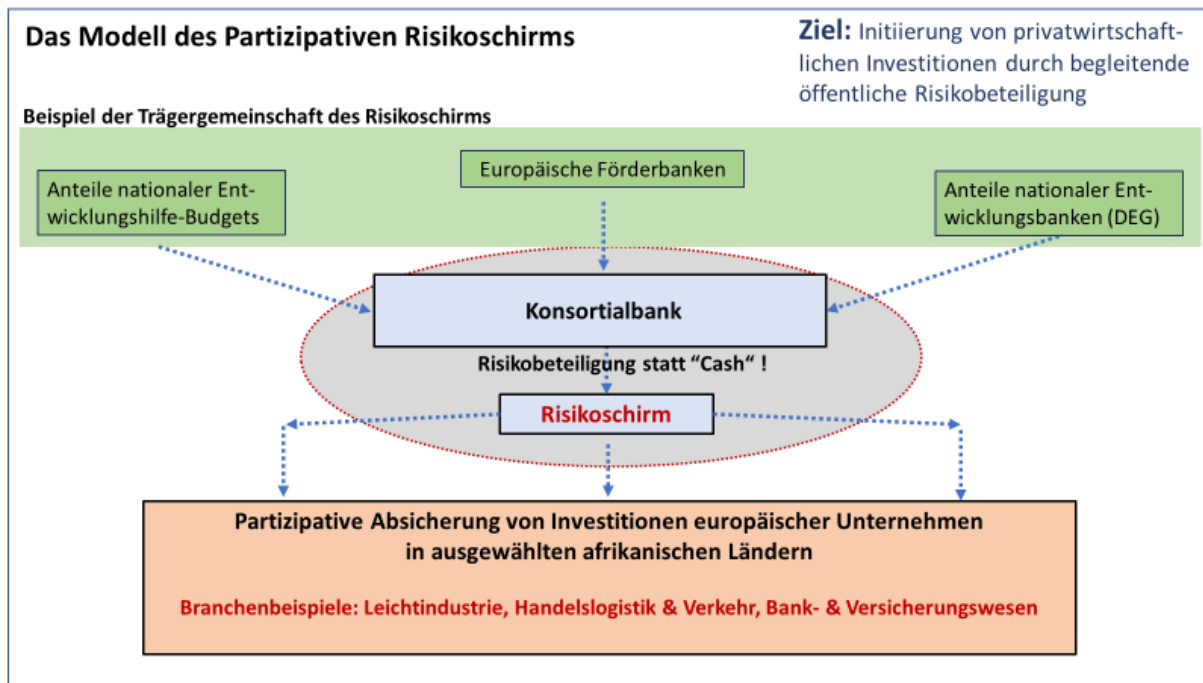 Das Modell des Partizipativen Risikoschirms
Ziel: Initiierung von privatwirtschaft-
lichen Investitionen durch begleitende
öffentliche Risikobeteiligung
Beispiel der Trägergemeinschaft des Risikoschirms
Anteile nationaler Ent-
wicklungshilfe-Budgets
Europäische Förderbanken
Anteile nationaler Ent-
wicklungsbanken (DEG)
Konsortialbank
Risikobeteiligung statt “Cash“ !
Risikoschirm
Partizipative Absicherung von Investitionen europäischer Unternehmen
in ausgewählten afrikanischen Ländern
Branchenbeispiele: Leichtindustrie, Handelslogistik & Verkehr, Bank- & Versicherungswesen